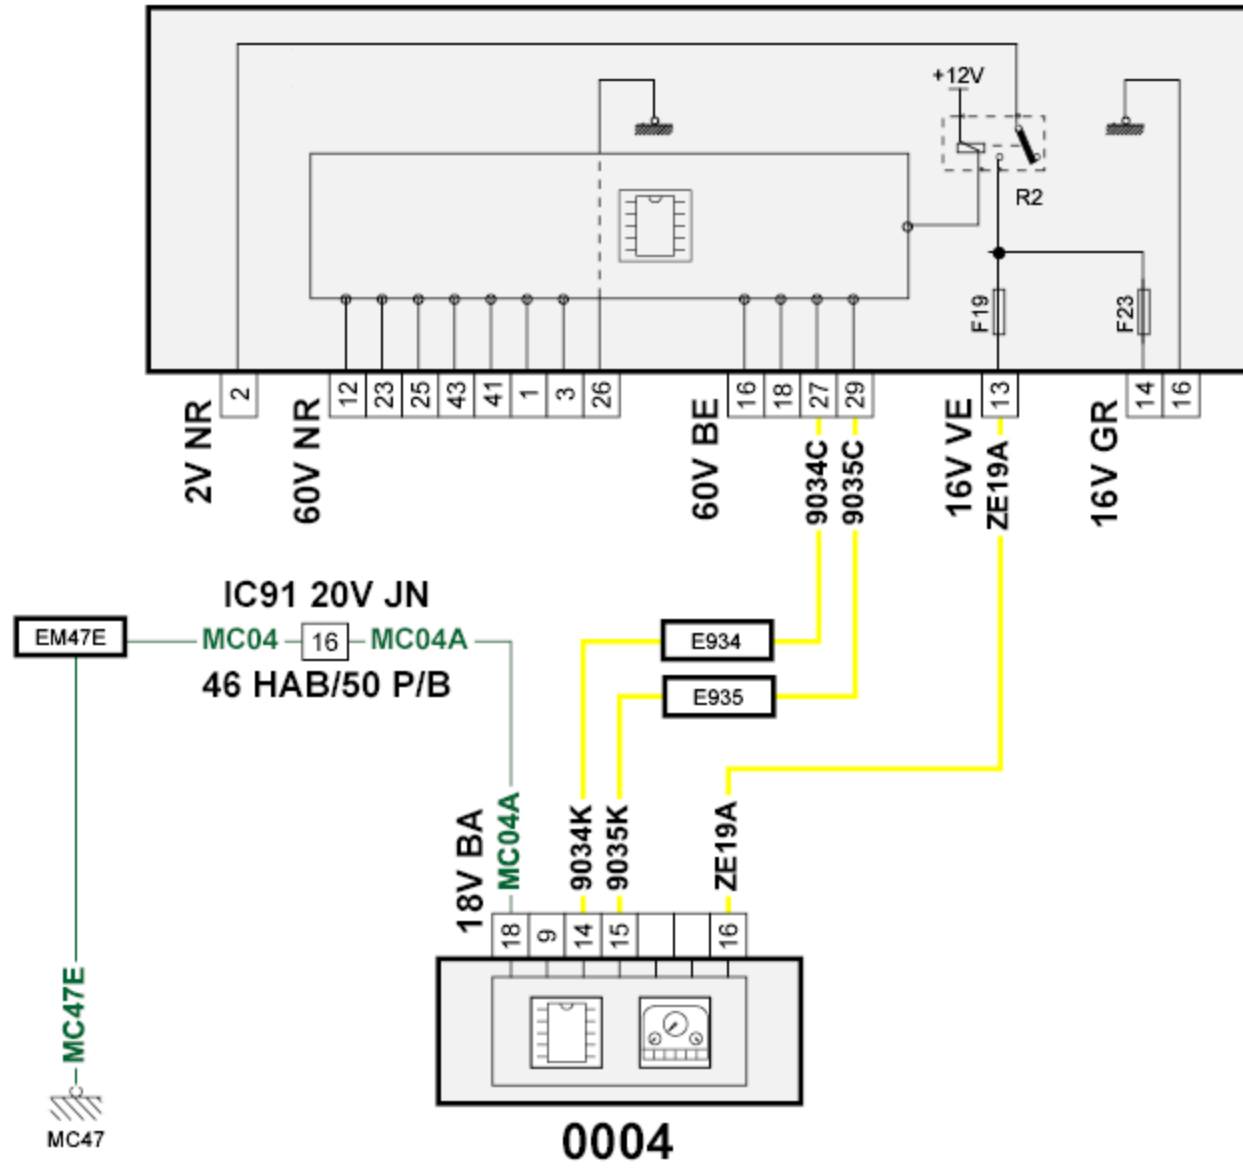 +12V
R2
F19
F23
2V NR
2
60V NR
12
23
25
43
41
1
3
26
60V BE
16
18
27
29
16V VE
13
16V GR
14
16
9034C
9035C
ZE19A
IC91 20V JN
EM47E
MC04
16
MC04A
46 HAB/50 P/B
E934
E935
18V BA
MC04A
9034K
9035K
ZE19A
18
9
14
15
16
MC47E
MC47
0004